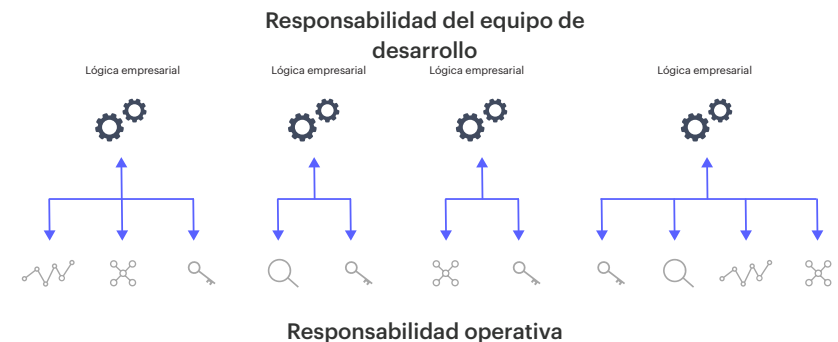 Responsabilidad del equipo de
desarrollo
Lógica empresarial
Lógica empresarial
Lógica empresarial
Lógica empresarial
Responsabilidad operativa